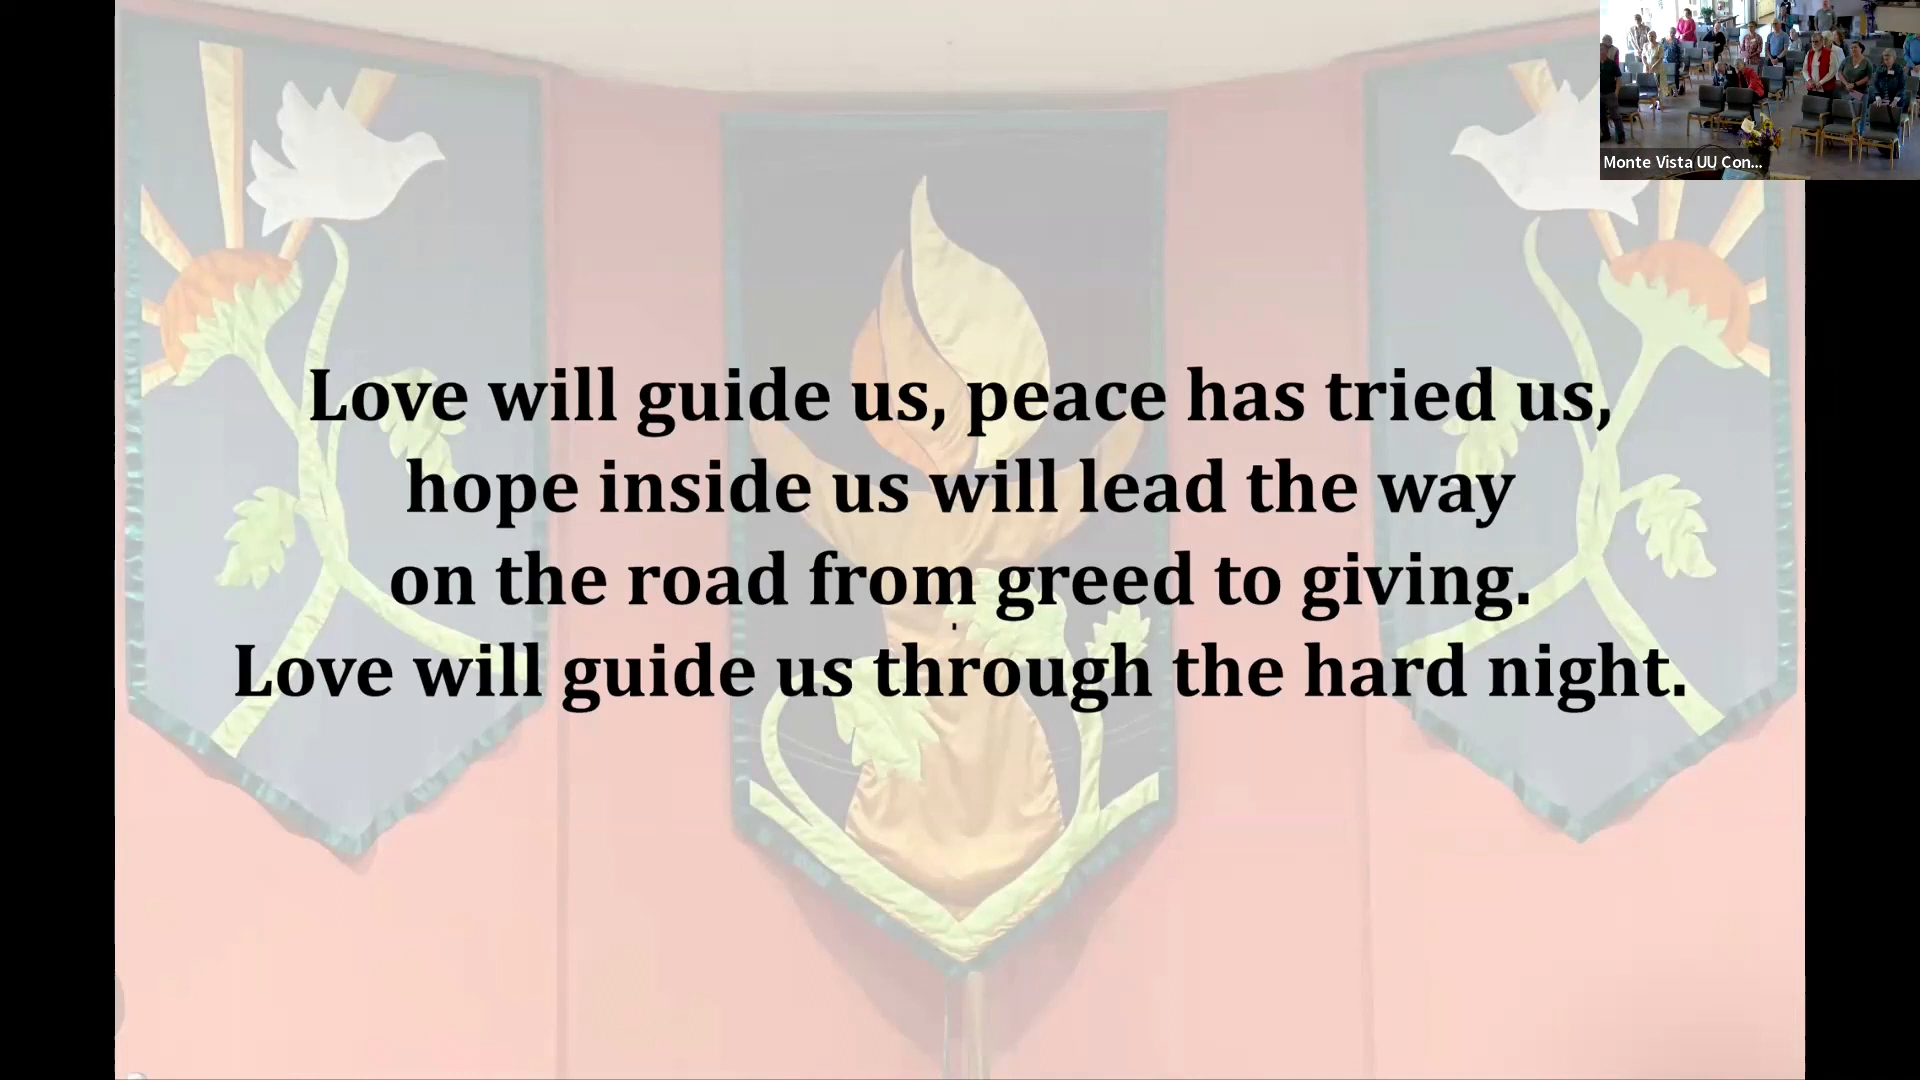 Monte Vista UU Con...
Love will guide us, peace has tried us,
hope inside us will lead the way
on the road from greed to giving.
Love will guide us through the hard night.